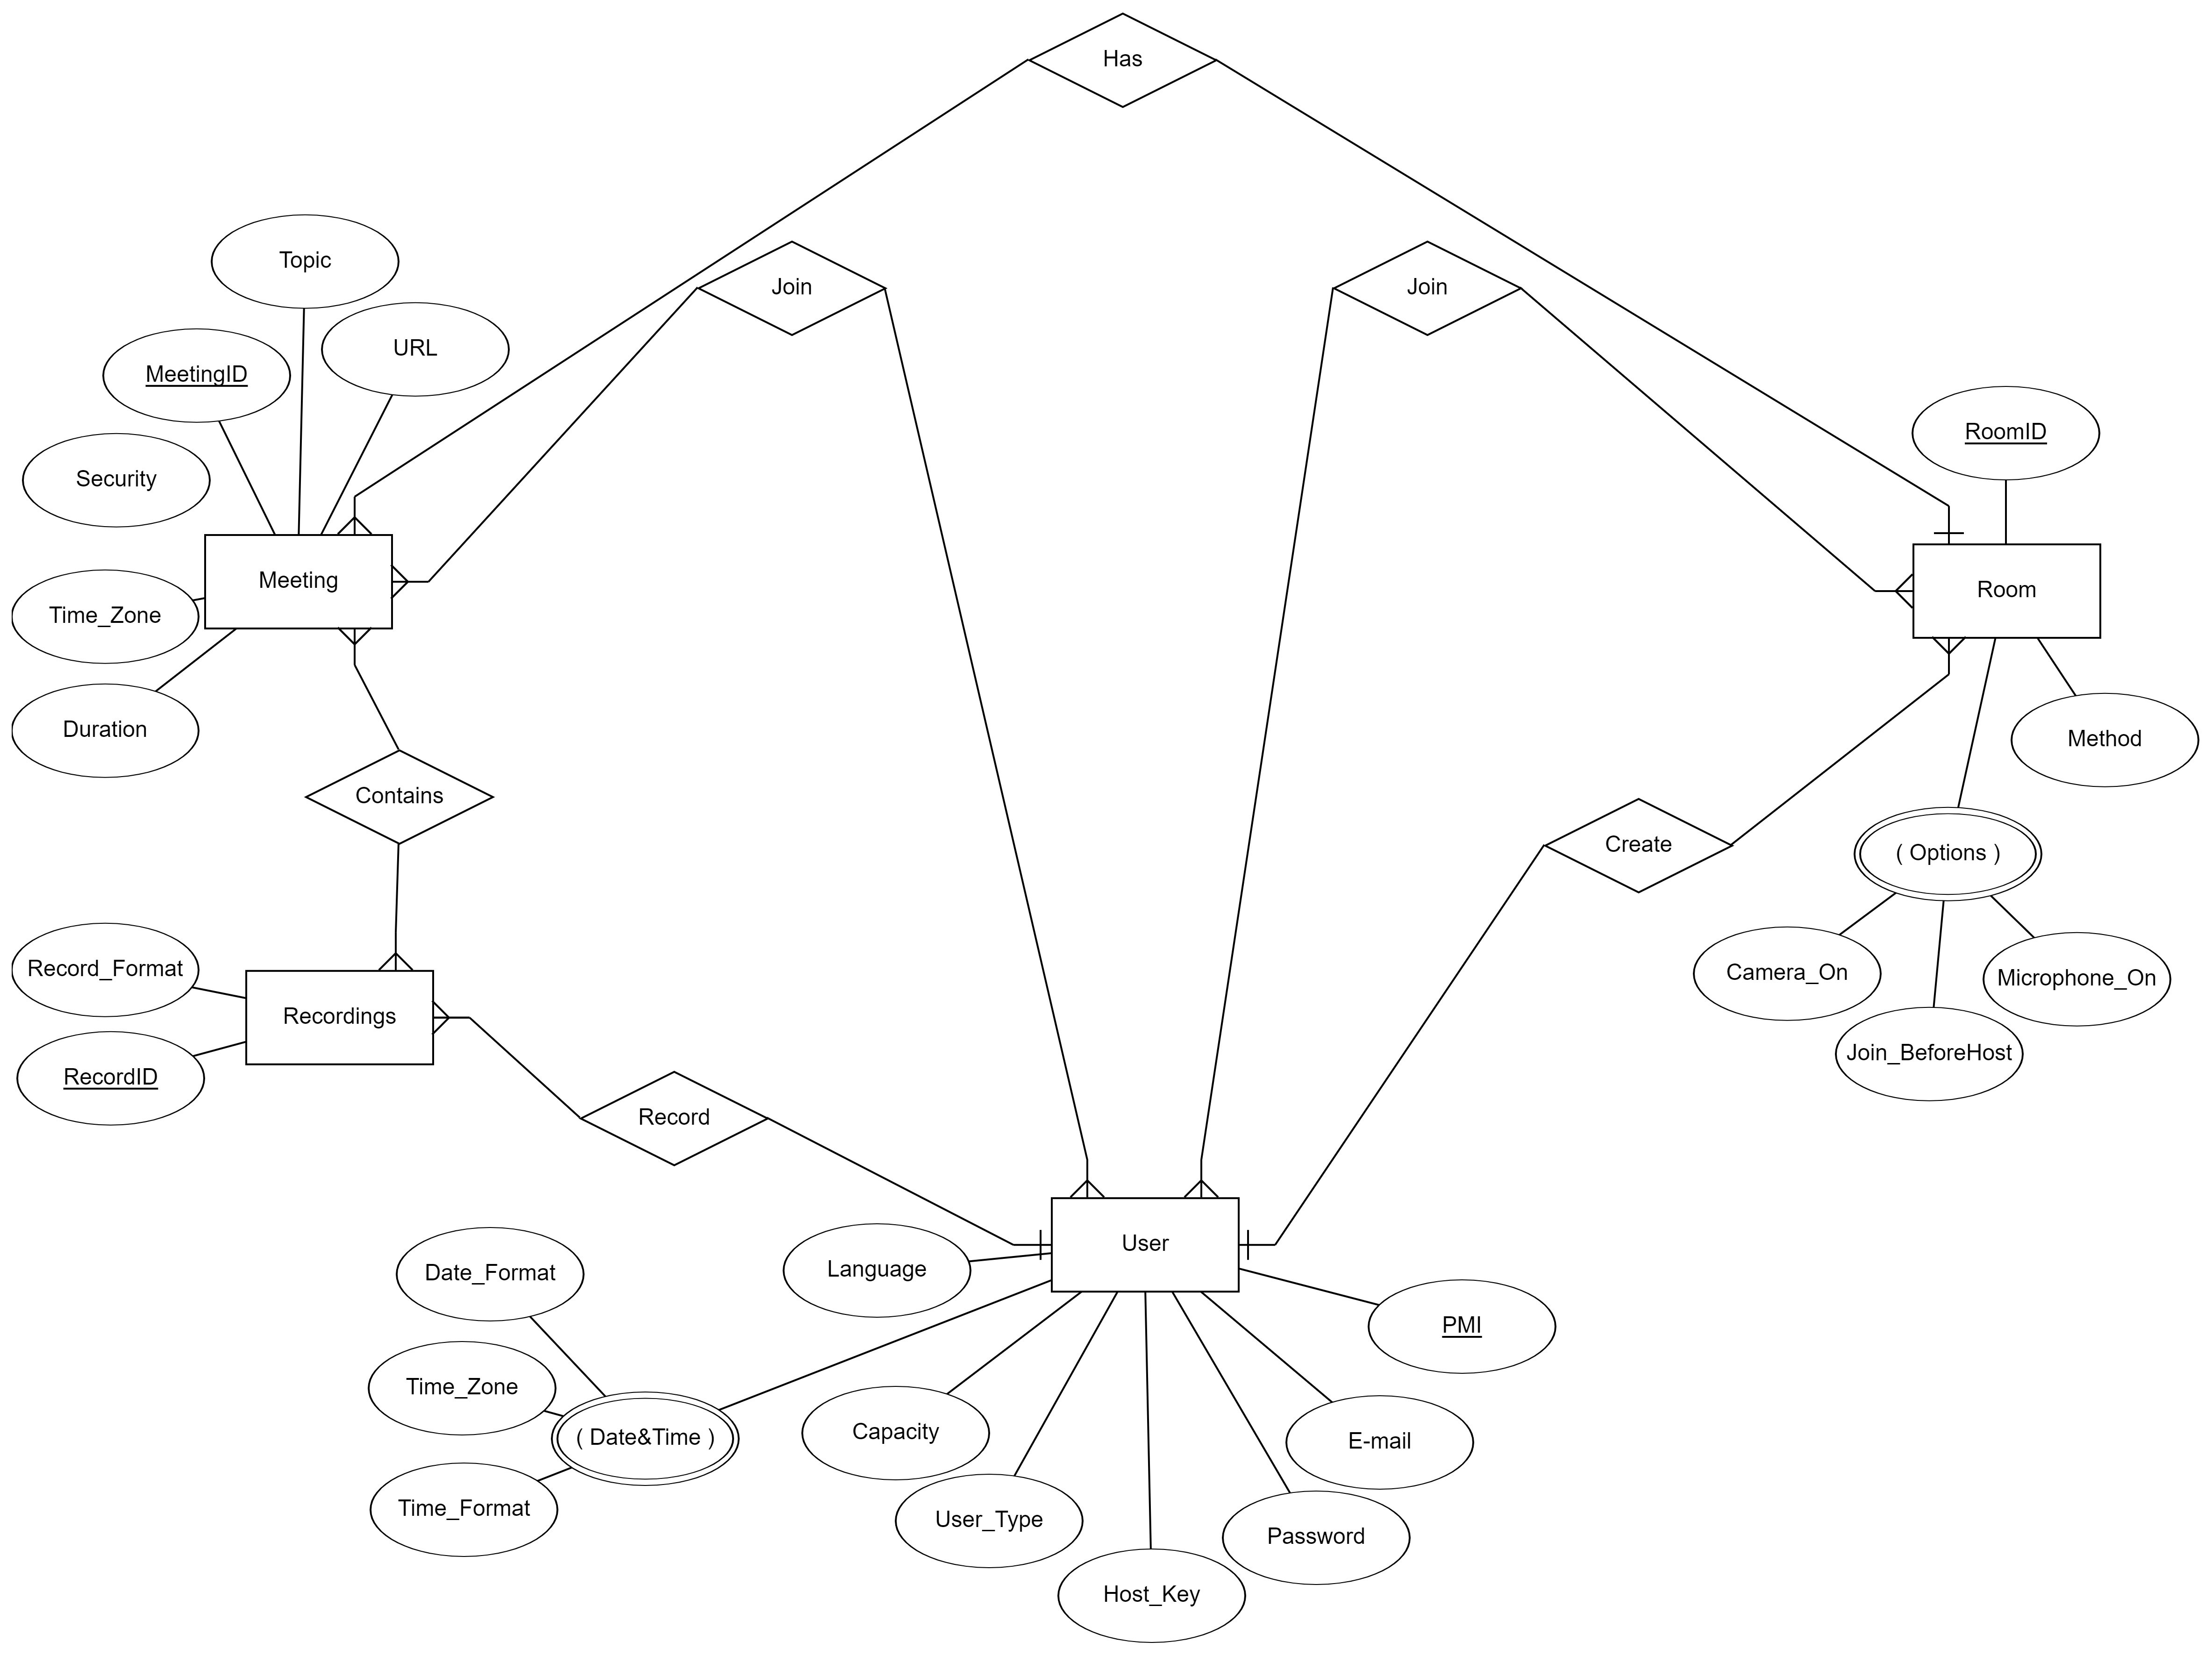 Has
Topic
Join
Join
URL
MeetingID
RoomID
Security
Meeting
Room
Time_Zone
Duration
Method
Contains
Create
( Options )
Record_Format
Camera_On
Microphone_On
Recordings
Join_BeforeHost
RecordID
Record
User
Language
Date_Format
PMI
Time_Zone
Capacity
( Date&Time )
E-mail
Time_Format
User_Type
Password
Host_Key